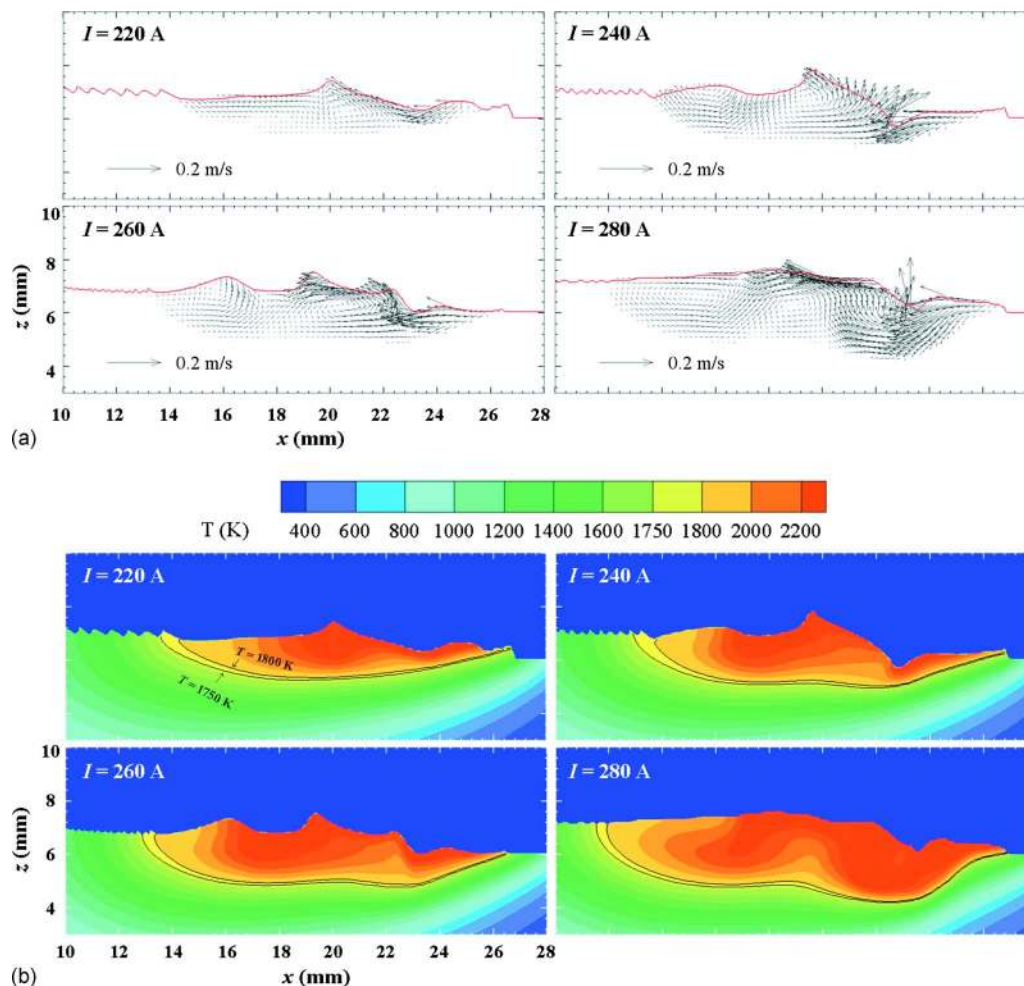 I = 220 A
I = 240 A
0.2 m/s
0.2 m/s
10
I = 260 A
I = 280 A
8
z (mm)
6
0.2 m/s
0.2 m/s
4
10 12 14 16 18 20 22 24 26 28
(a)
x (mm)
T (K)
400 600 800 1000 1200 1400 1600 1750 1800 2000 2200
I = 220 A
I = 240 A
T = 1800 K
T = 1750 K
10
I = 260 A
I = 280 A
8
z (mm)
6
4
10 12 14 16 18 20 22 24 26 28
(b)
x (mm)